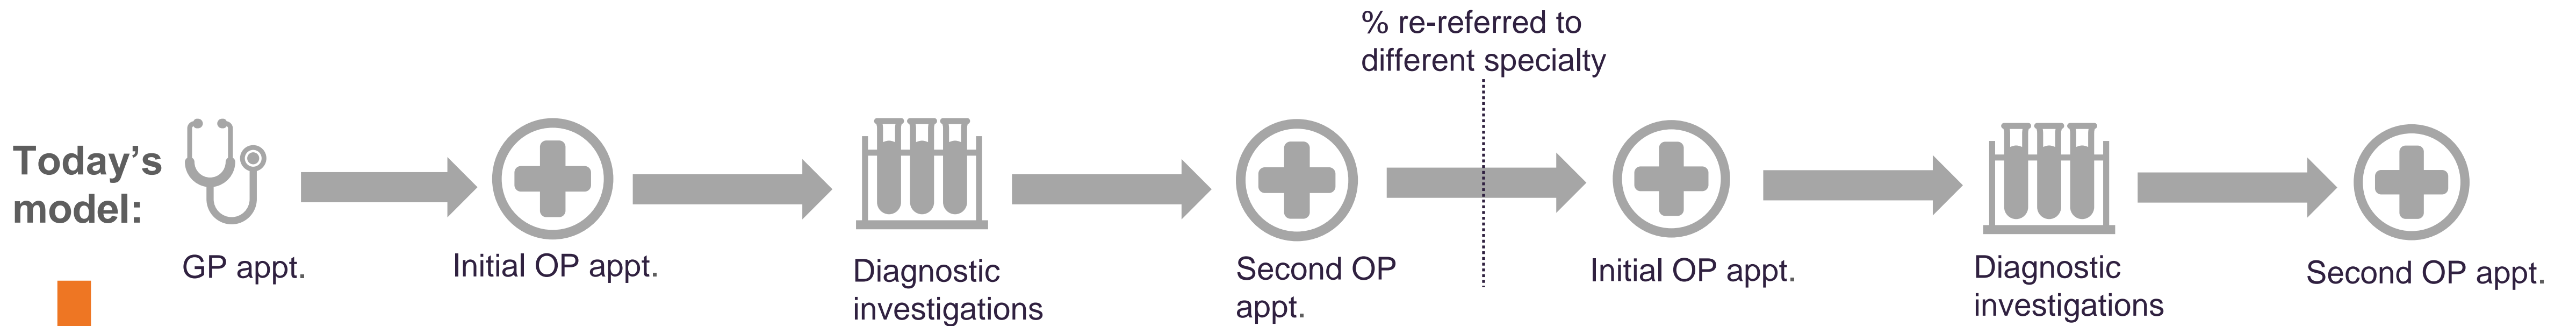 % re-referred to
different specialty
Today's
model:
GP appt.
Initial OP appt.
Diagnostic
investigations
Second OP
appt.
Initial OP appt.
Diagnostic
investigations
Second OP appt.